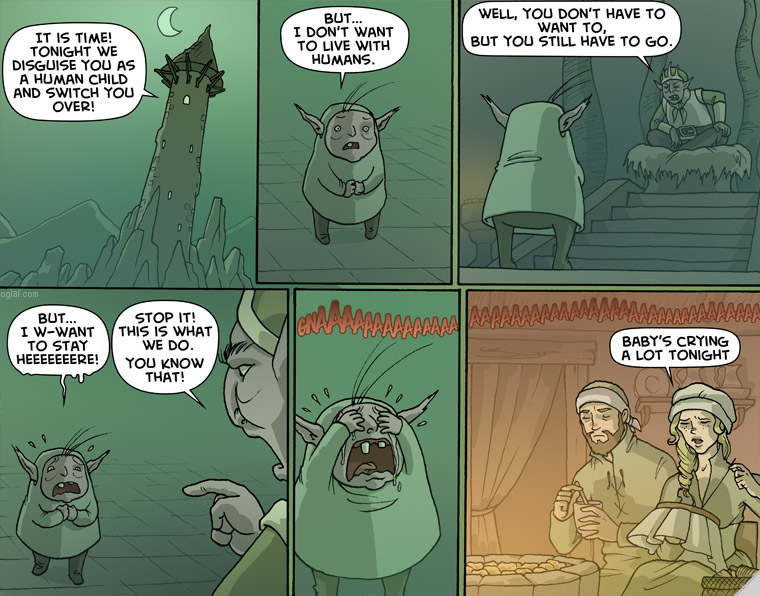 IT IS TIME!
TONIGHT WE
DISGUISE YOU AS
A HUMAN CHILD
AND SWITCH YOU
OVER!
BUT...
I DON'T WANT
TO LIVE WITH
HUMANS.
WELL, YOU DON'T HAVE TO
WANT TO,
BUT YOU STILL HAVE TO GO.
oglaf.com
BUT...
I W-WANT
TO STAY
HEEEEEEERE!
STOP IT!
THIS IS WHAT
WE DO.
YOU KNOW
THAT!
GNAAAAAAAAAAAAA
AAAAAAAAAAAAAAAAAAAAAAAAAAAA
BABY'S CRYING
A LOT TONIGHT